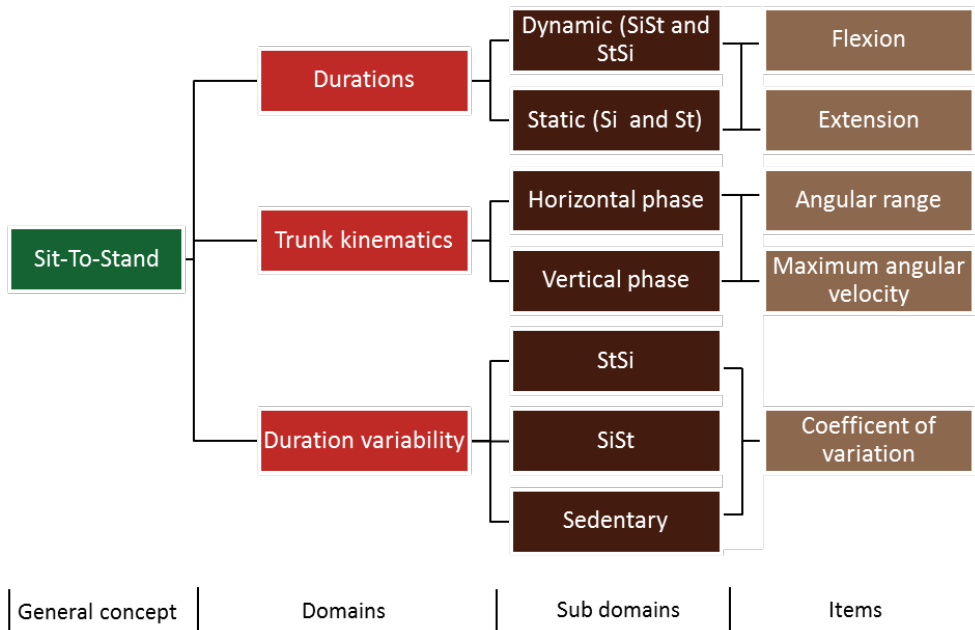 Sit-To-Stand
Durations
Trunk kinematics
Duration variability
Dynamic (SiSt and
StSi)
Static (Si and St)
Horizontal phase
Vertical phase
StSi
SiSt
Sedentary
Flexion
Extension
Angular range
Maximum angular
velocity
Coefficent of
variation
General concept
Domains
Sub domains
Items